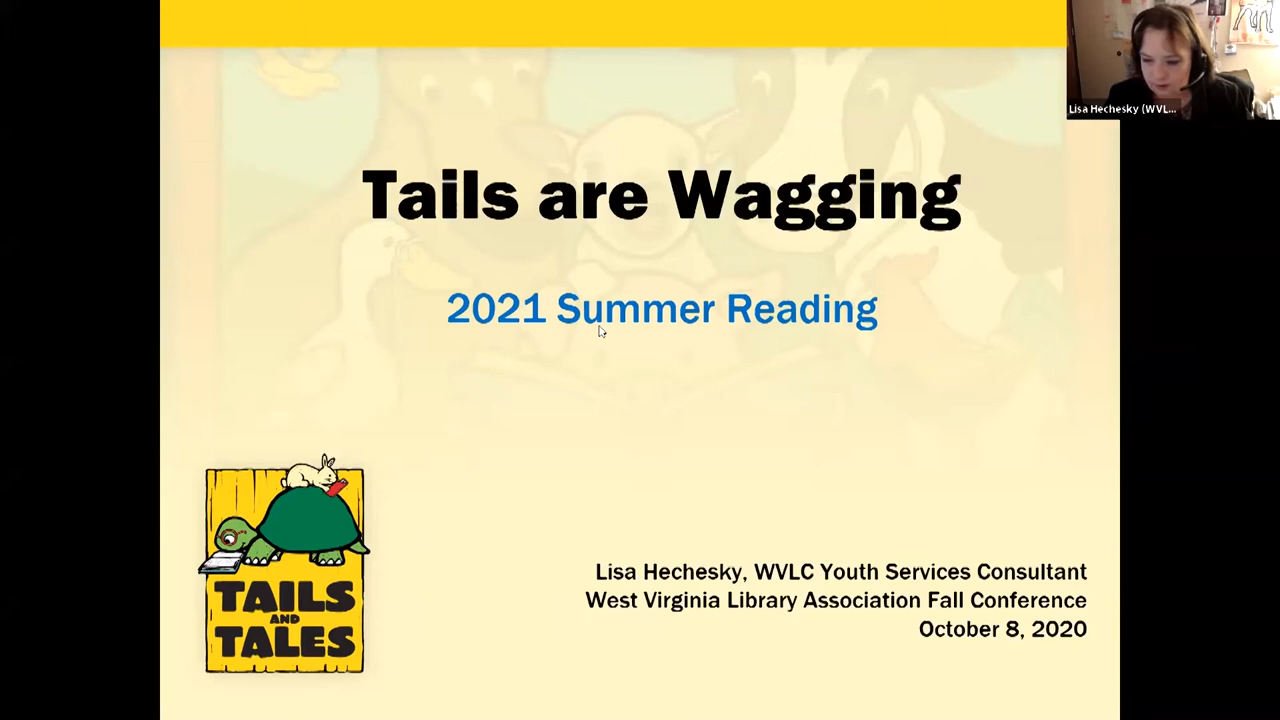 Lisa Hechesky (WVL...
Tails are Wagging
2021 Summer Reading
TAILS
AND
TALES
Lisa Hechesky, WVLC Youth Services Consultant
West Virginia Library Association Fall Conference
October 8, 2020